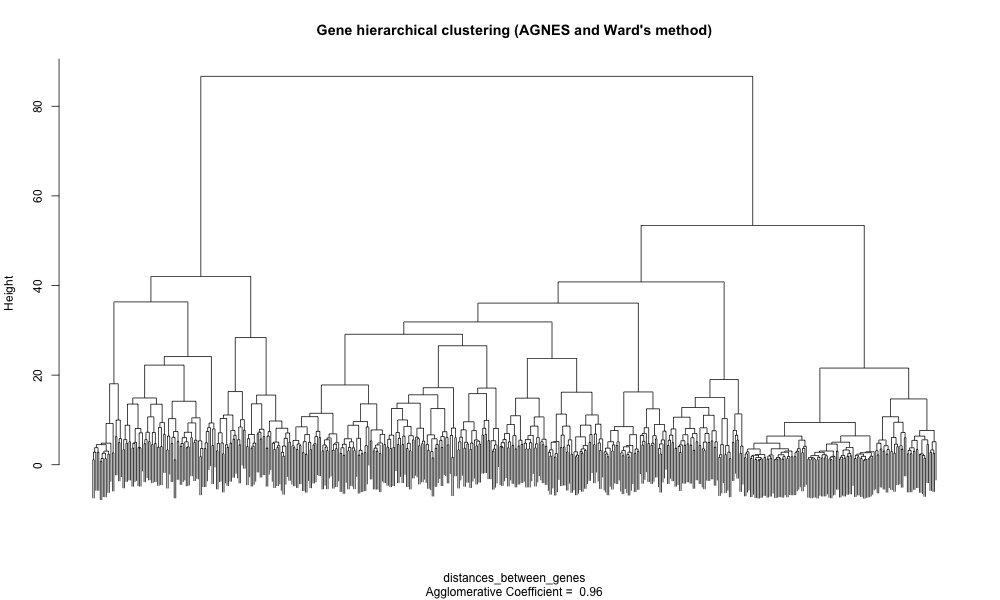 Gene hierarchical clustering (AGNES and Ward's method)
Height
80
60
40
20
0
distances_between_genes
Agglomerative Coefficient = 0.96